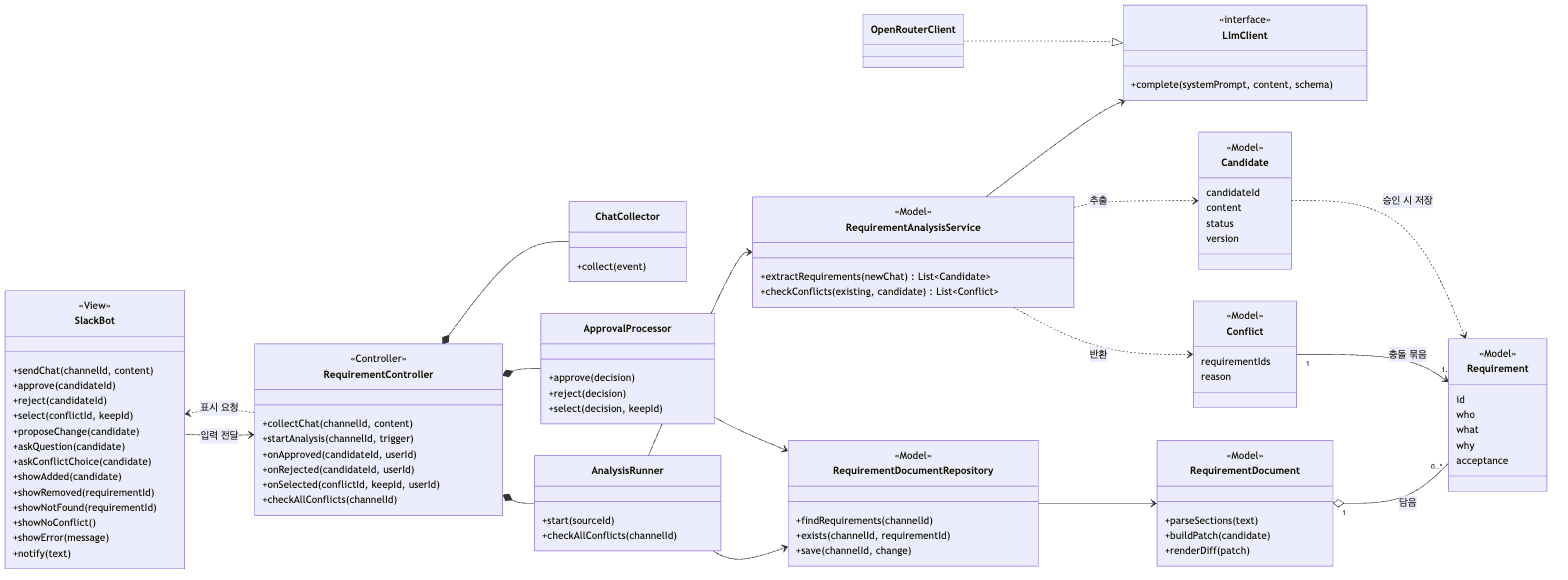 OpenRouterClient
«interface»
LlmClient
+complete(systemPrompt, content, schema)
«Model»
Candidate
candidateId
content
status
version
승인 시 저장
추출
ChatCollector
+collect(event)
«Model»
RequirementAnalysisService
+extractRequirements(newChat) : List<Candidate>
+checkConflicts(existing, candidate) : List<Conflict>
반환
«View»
SlackBot
+sendChat(channelId, content)
+approve(candidateId)
+reject(candidateId)
+select(conflictId, keepId)
+proposeChange(candidate)
+askQuestion(candidate)
+askConflictChoice(candidate)
+showAdded(candidate)
+showRemoved(requirementId)
+showNotFound(requirementId)
+showNoConflict()
+showError(message)
+notify(text)
표시 요청
입력 전달
«Controller»
RequirementController
+collectChat(channelId, content)
+startAnalysis(channelId, trigger)
+onApproved(candidateId, userId)
+onRejected(candidateId, userId)
+onSelected(conflictId, keepId, userId)
+checkAllConflicts(channelId)
ApprovalProcessor
+approve(decision)
+reject(decision)
+select(decision, keepId)
AnalysisRunner
+start(sourceId)
+checkAllConflicts(channelId)
«Model»
Conflict
requirementIds
reason
1
충돌 묶음
1.
«Model»
Requirement
id
who
what
why
acceptance
«Model»
RequirementDocumentRepository
+findRequirements(channelId)
+exists(channelId, requirementId)
+save(channelId, change)
«Model»
RequirementDocument
+parseSections(text)
+buildPatch(candidate)
+renderDiff(patch)
1
담음
0..*